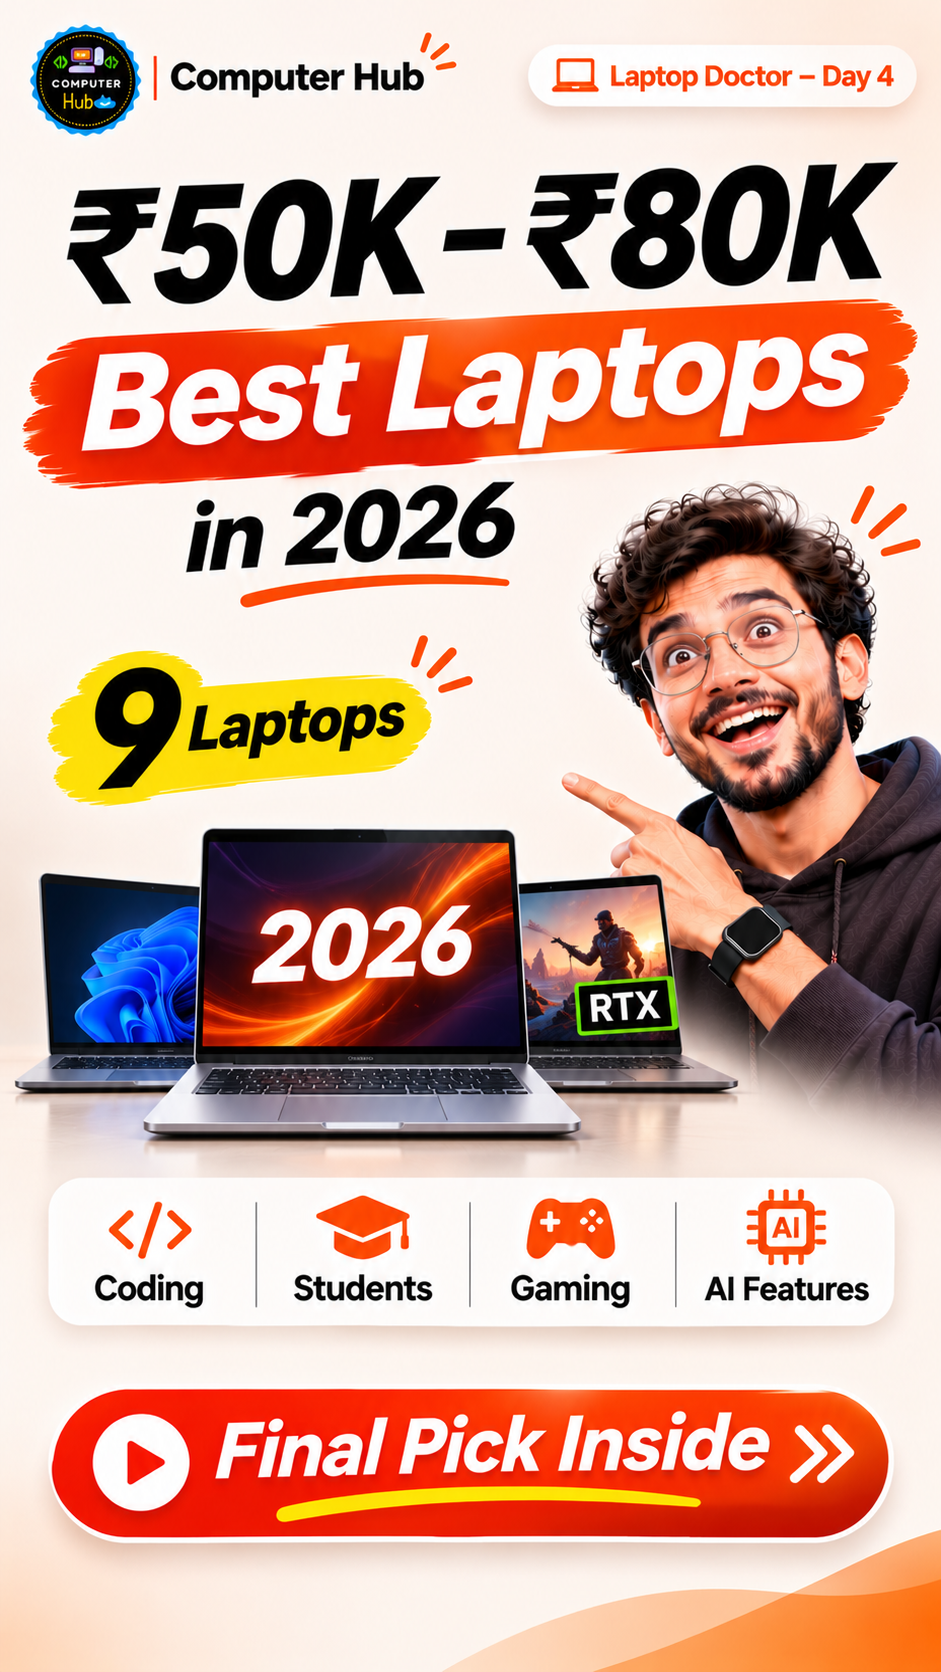 COMPUTER
Hub
Computer Hub
Laptop Doctor – Day 4
₹50K-₹80K
Best Laptops
in 2026
9 Laptops
2026
RTX
</>
Coding
Students
Gaming
AI
AI Features
Final Pick Inside